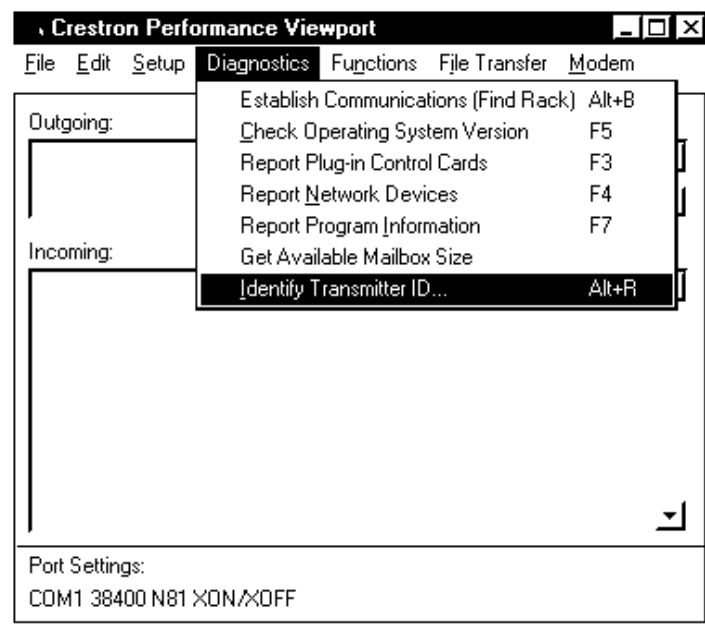 Crestron Performance Viewport
File Edit Setup Diagnostics Functions File Transfer Modem
Establish Communications (Find Rack) Alt+B
Check Operating System Version F5
Report Plug-in Control Cards F3
Report Network Devices F4
Report Program Information F7
Get Available Mailbox Size
Identify Transmitter ID... Alt+R
Outgoing:
Incoming:
Port Settings:
COM1 38400 N81 XON/XOFF